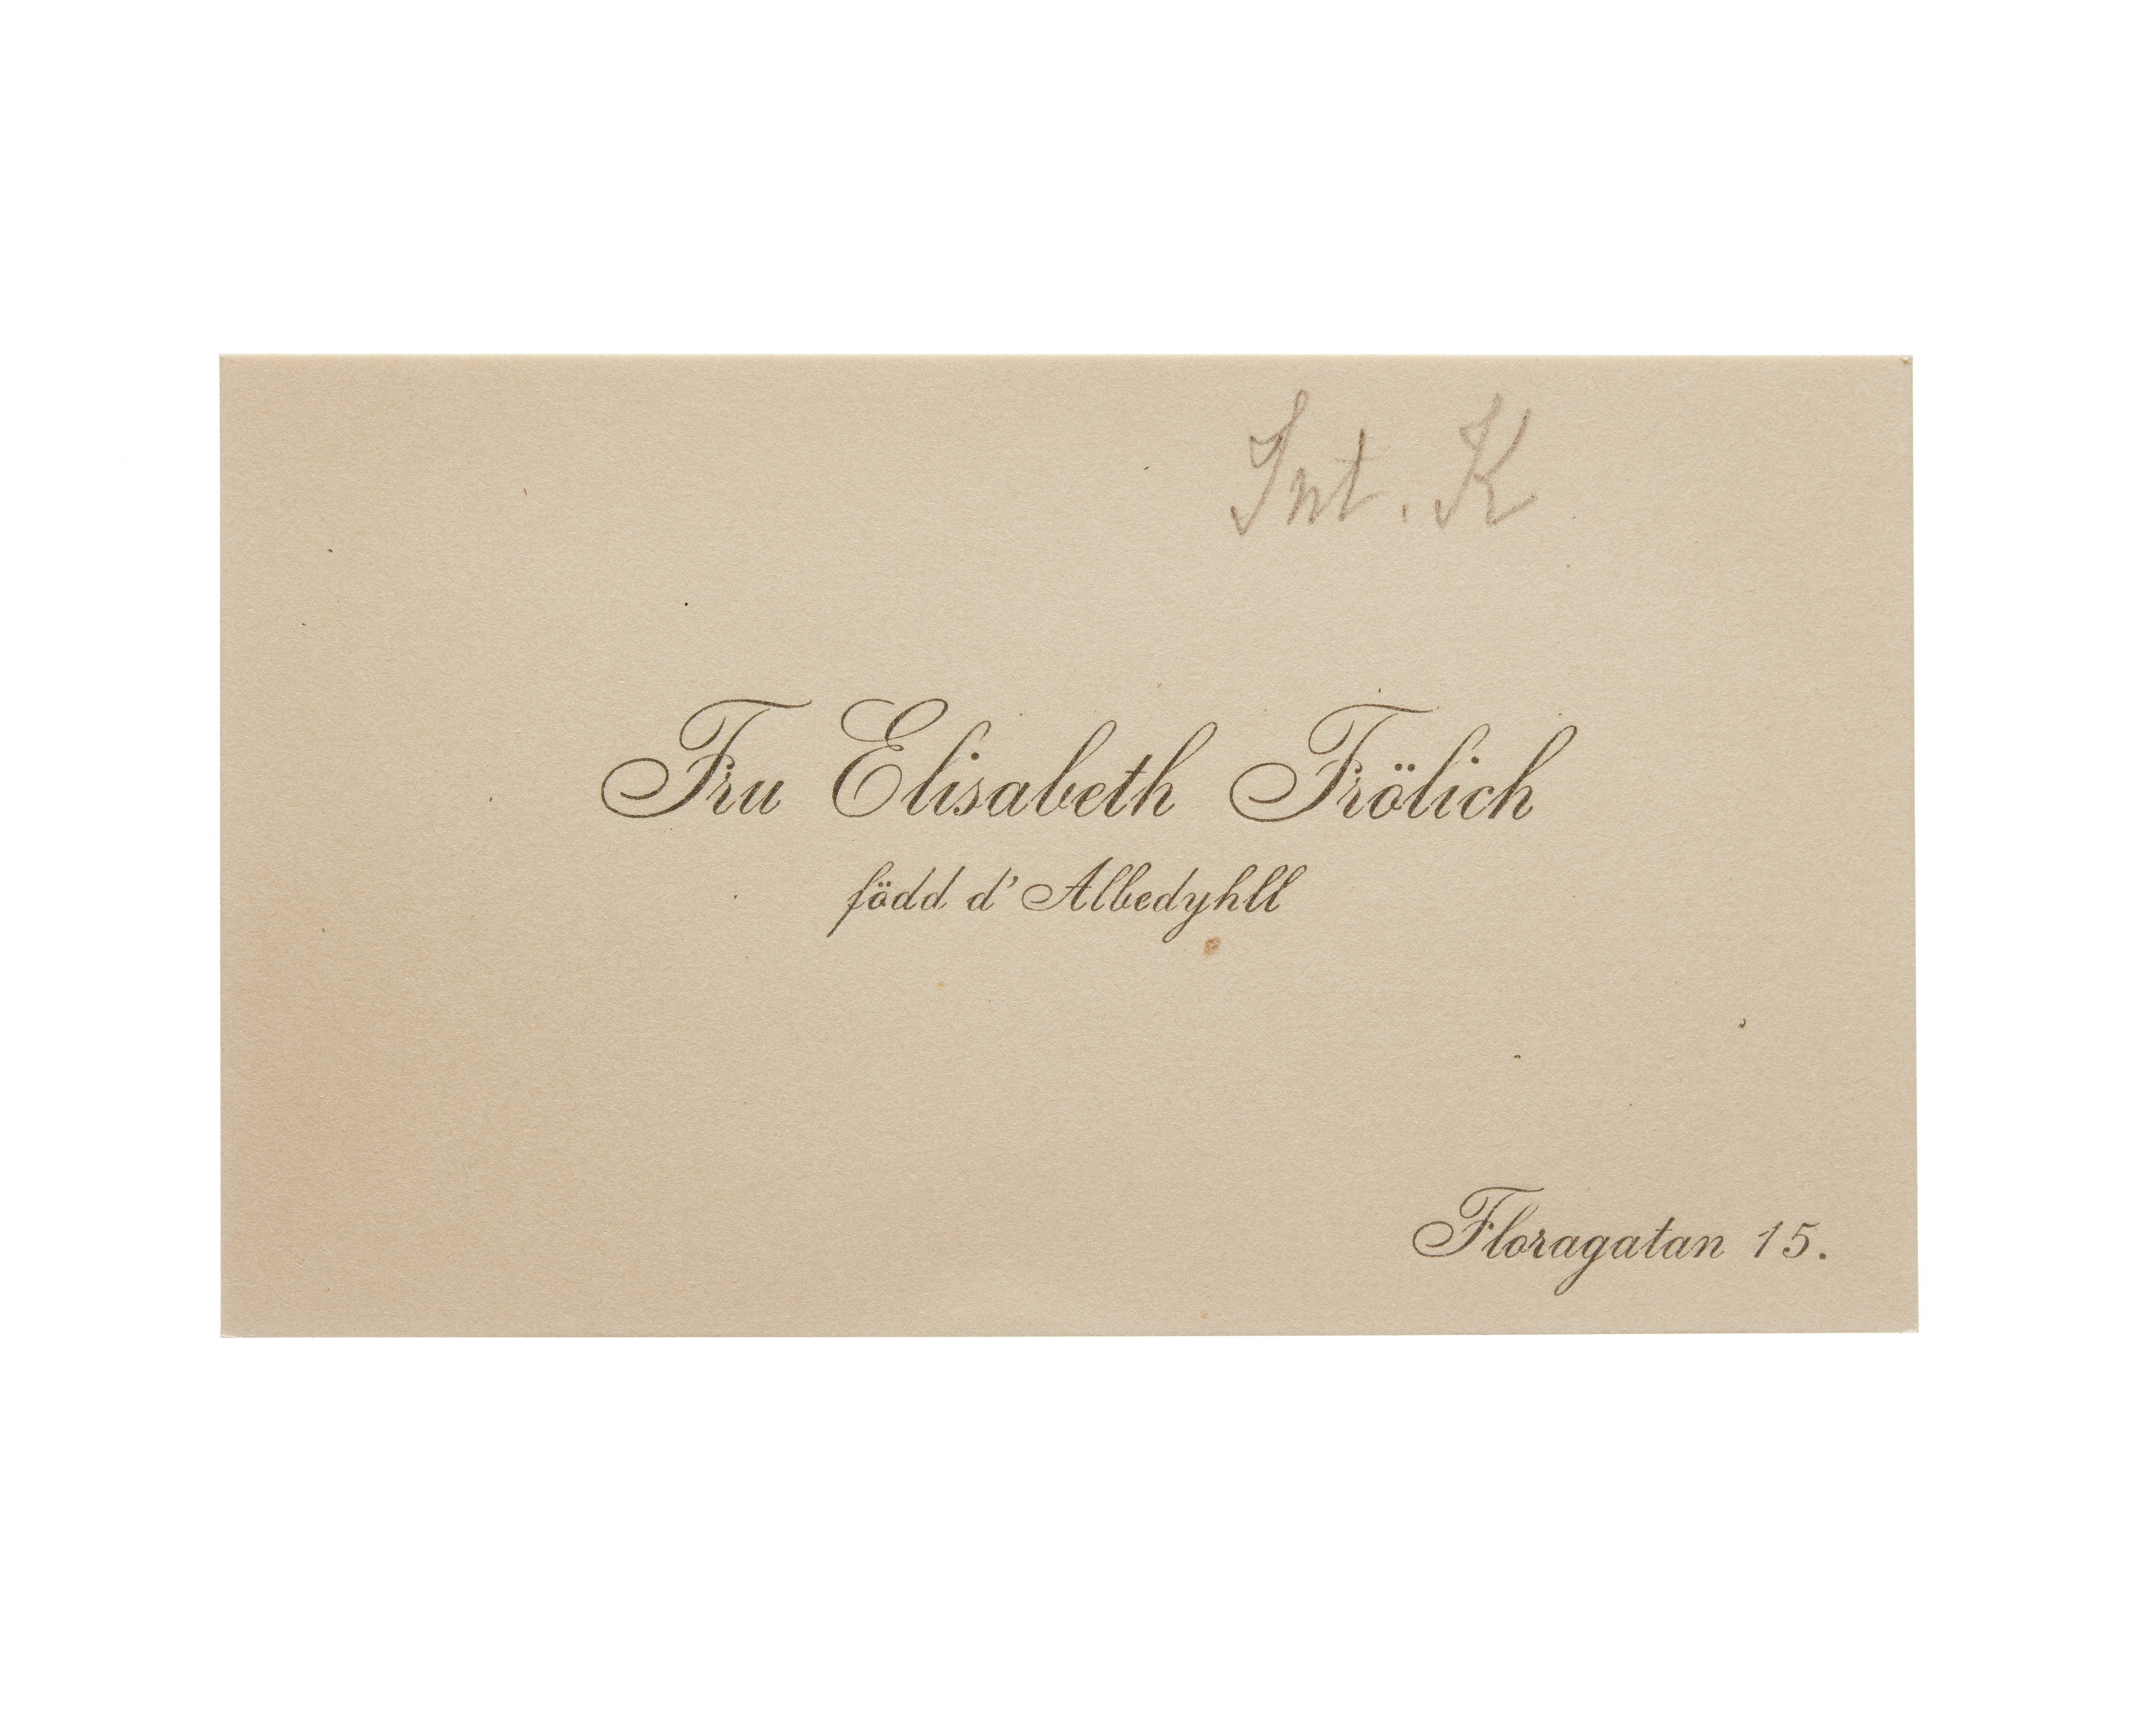 Int. K
Fru Elisabeth Frölich
född d'Albedyhll
Floragatan 15.